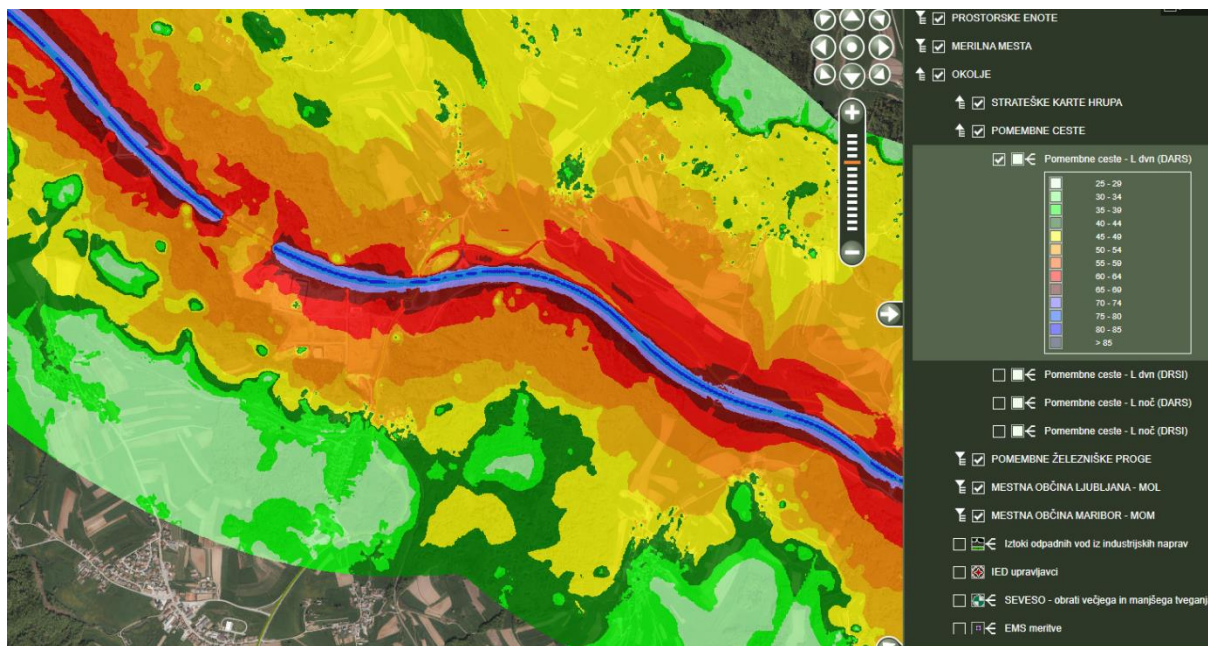 PROSTORSKE ENOTE
MERILNA MESTA
OKOLJE
STRATEŠKE KARTE HRUPA
POMEMBNE CESTE
Pomembne ceste - L dvn (DARS)
25 - 29
30 - 34
35 - 39
40 - 44
45 - 49
50 - 54
55 - 59
60 - 64
65 - 69
70 - 74
75 - 80
80 - 85
> 85
Pomembne ceste - L dvn (DRSI)
Pomembne ceste - L noč (DARS)
Pomembne ceste - L noč (DRSI)
POMEMBNE ŽELEZNIŠKE PROGE
MESTNA OBČINA LJUBLJANA - MOL
MESTNA OBČINA MARIBOR - MOM
Iztoki odpadnih vod iz industrijskih naprav
IED upravljavci
SEVESO - obrati večjega in manjšega tveganj
EMS meritve